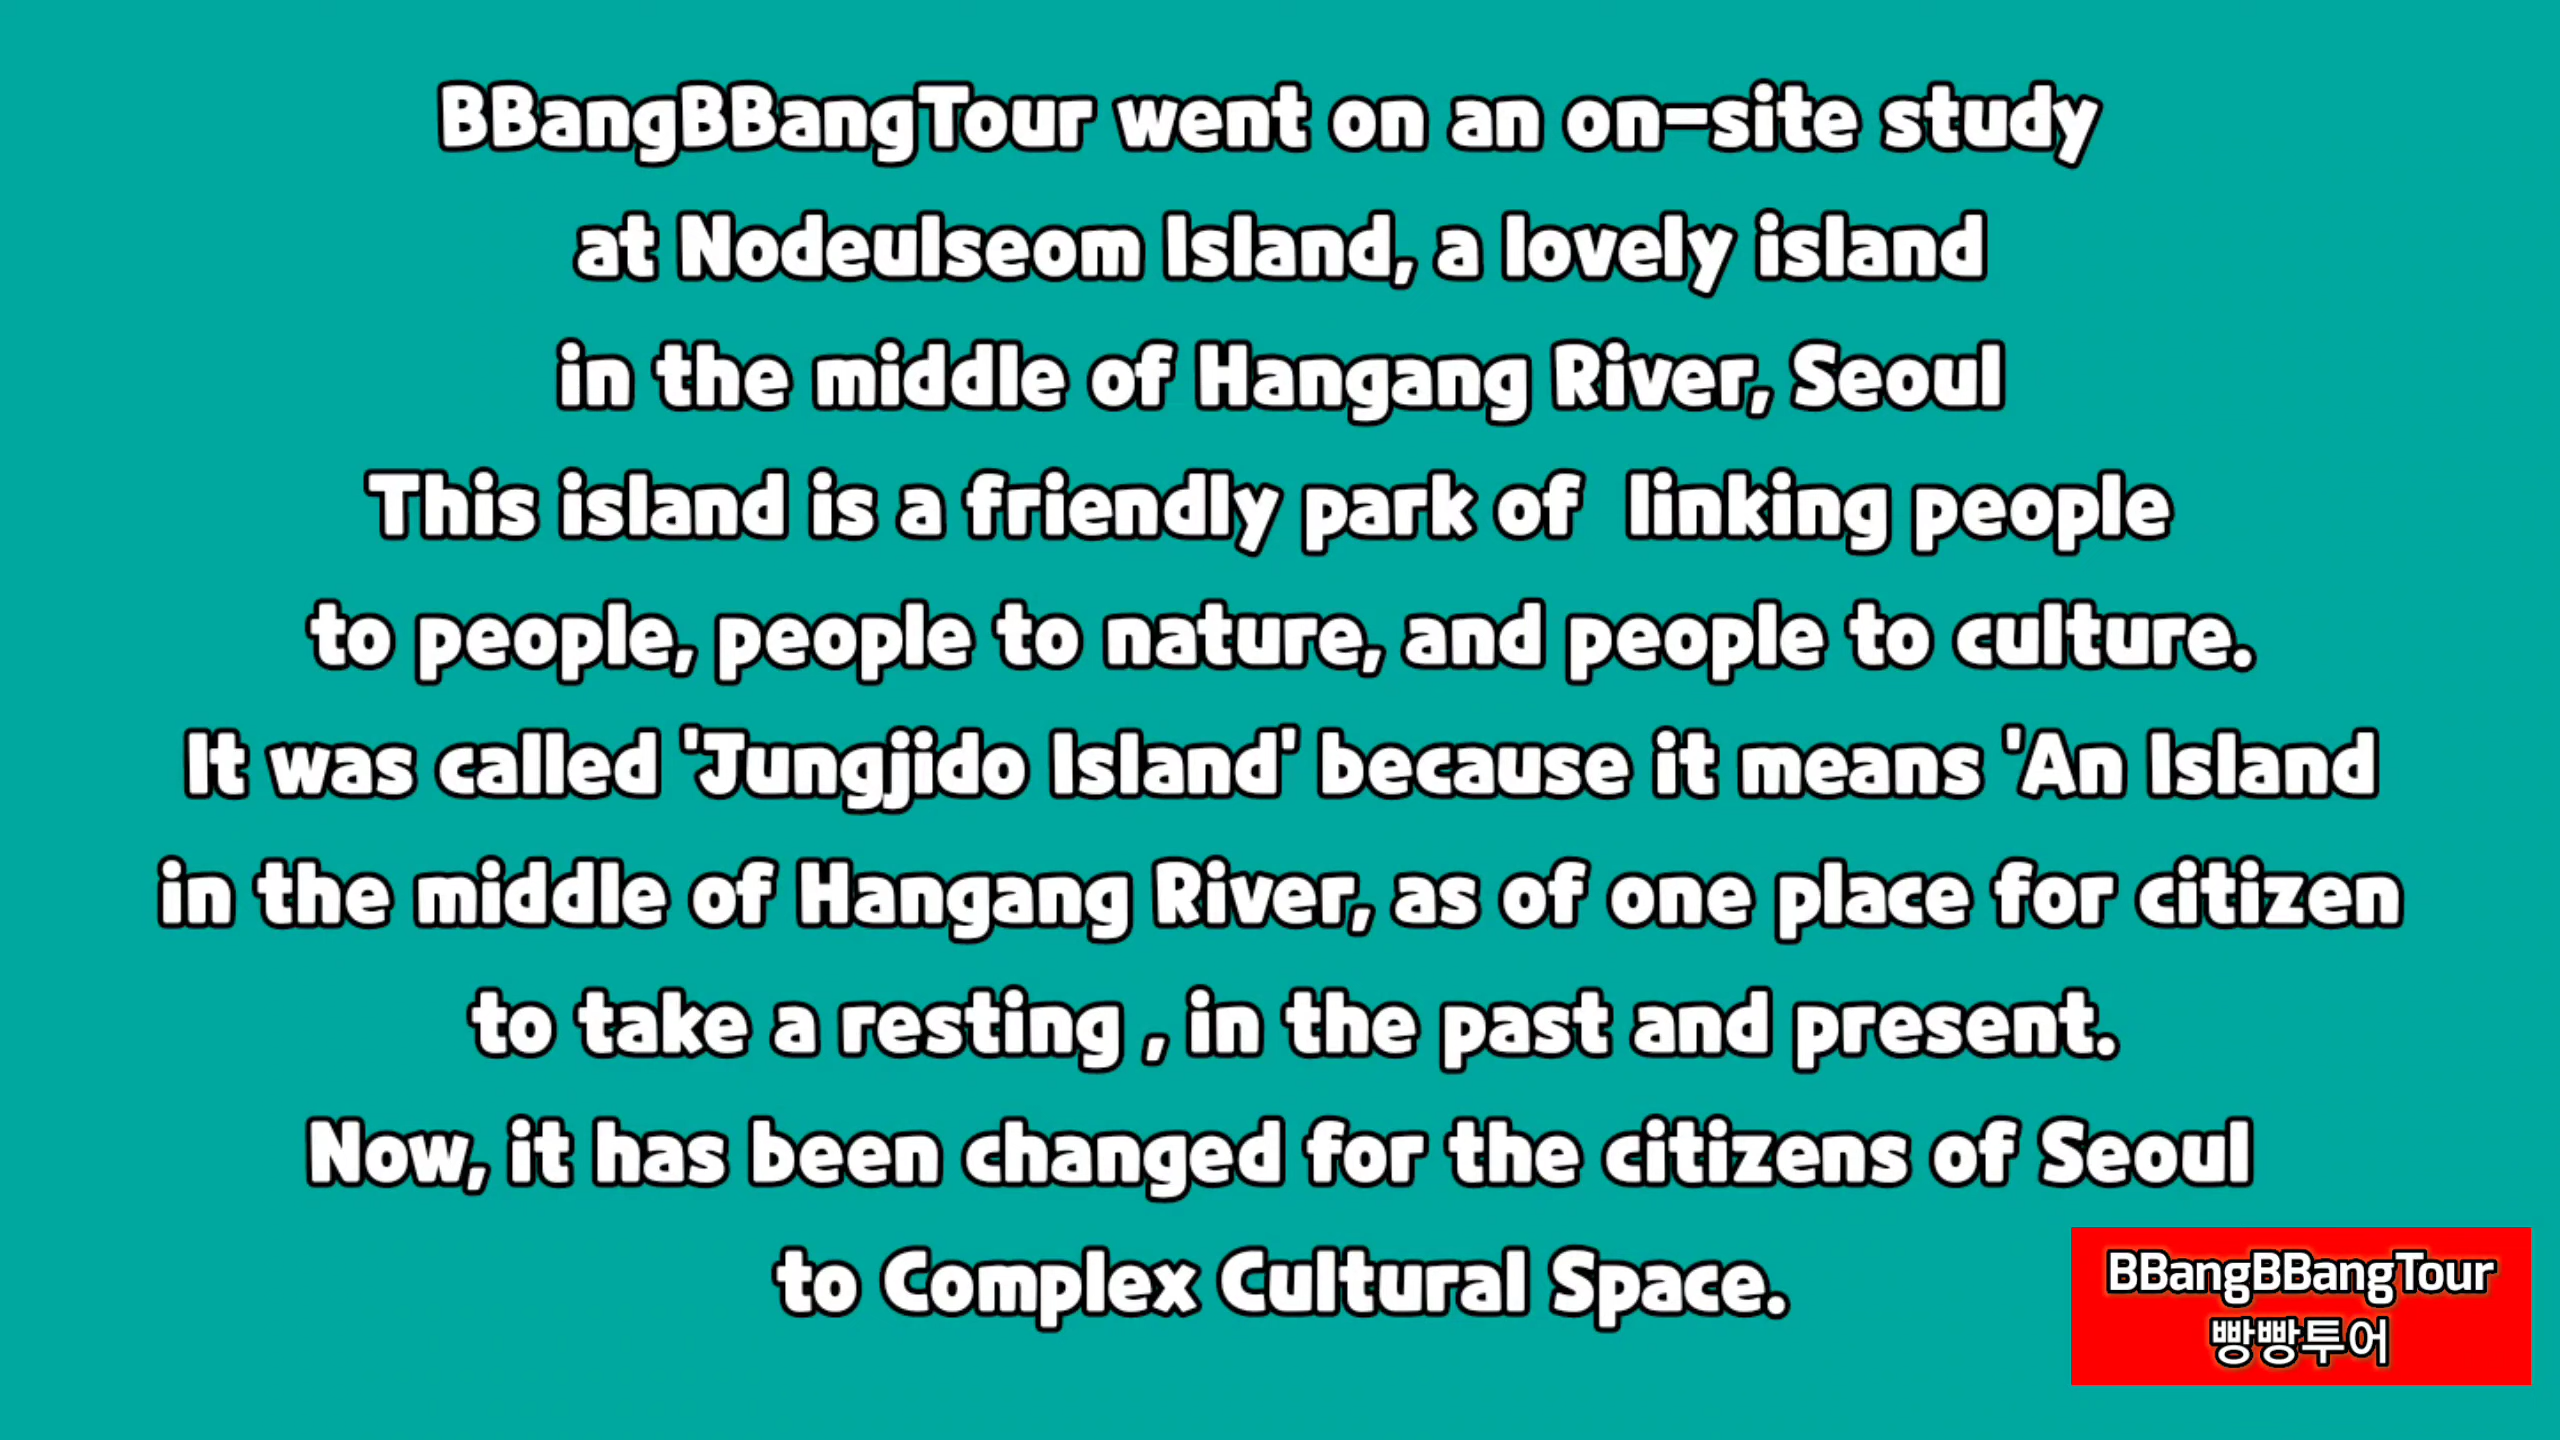 BBangBBangTour went on an on-site study
at Nodeulseom Island, a lovely island
in the middle of Hangang River, Seoul
This island is a friendly park of  linking people
to people, people to nature, and people to culture.
It was called 'Jungjido Island' because it means 'An Island
in the middle of Hangang River, as of one place for citizen
to take a resting , in the past and present.
Now, it has been changed for the citizens of Seoul
to Complex Cultural Space.
BBangBBangTour
빵빵투어